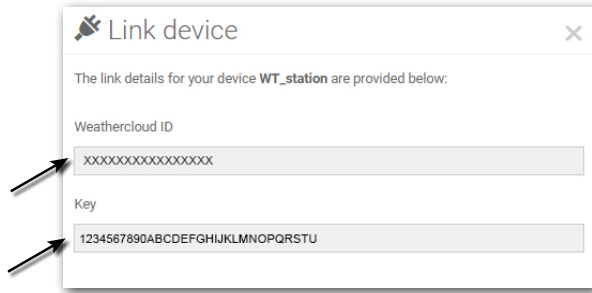 Link device
The link details for your device WT_station are provided below:
Weathercloud ID
XXXXXXXXXXXXXXXX
Key
1234567890ABCDEFGHIJKLMNOPQRSTU